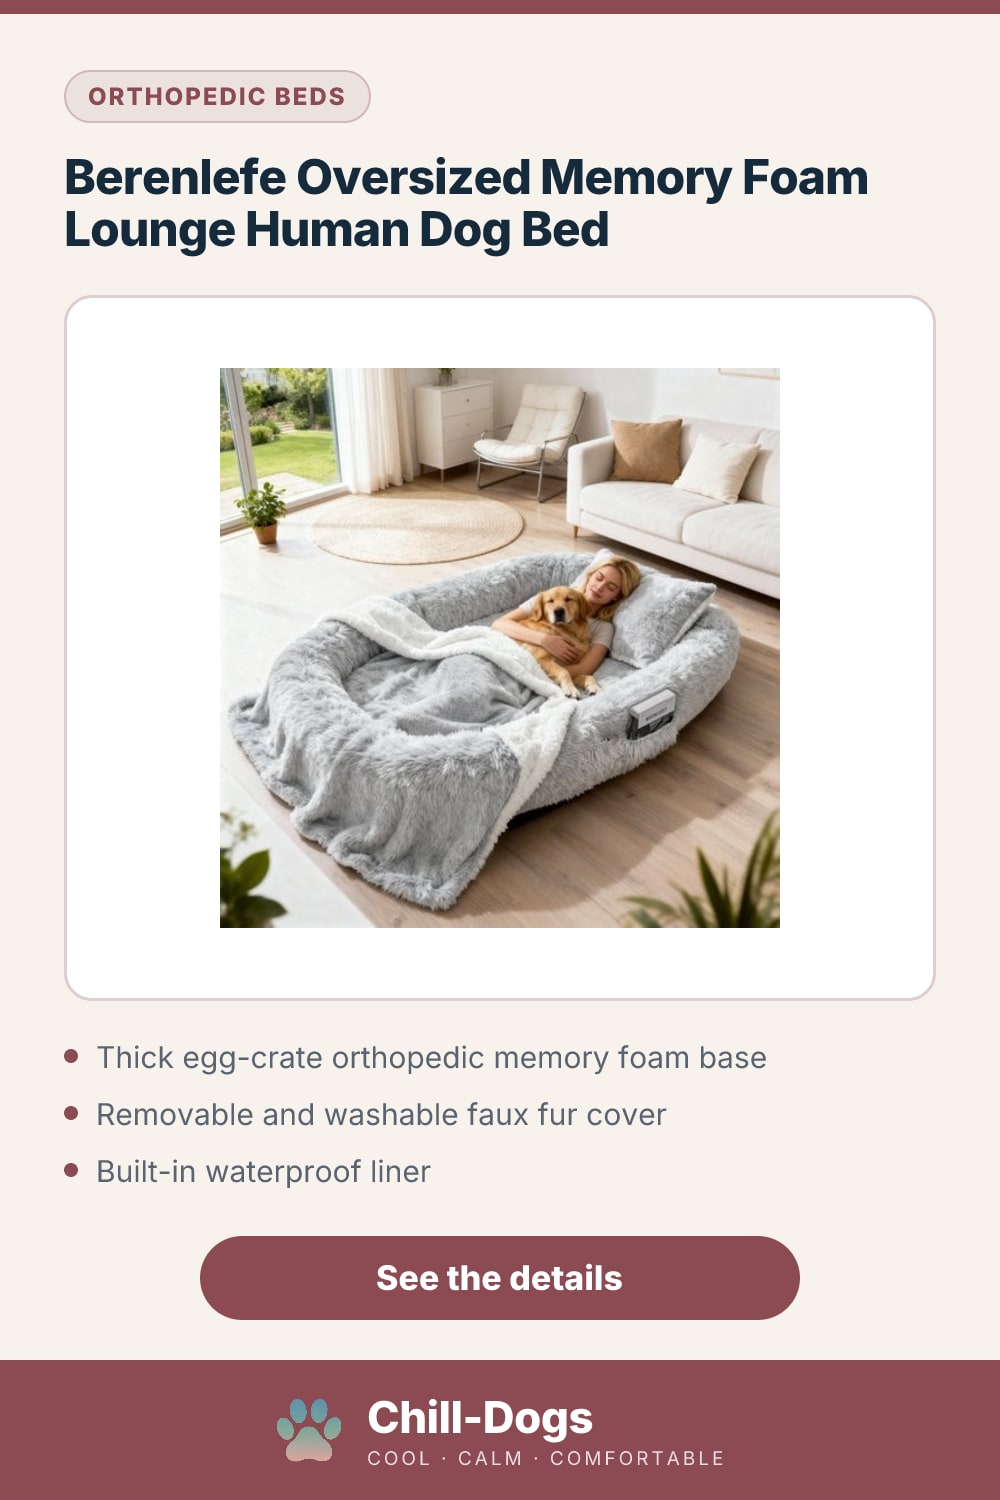 ORTHOPEDIC BEDS
Berenlefe Oversized Memory Foam
Lounge Human Dog Bed
Thick egg-crate orthopedic memory foam base
Removable and washable faux fur cover
Built-in waterproof liner
See the details
Chill-Dogs
COOL · CALM · COMFORTABLE